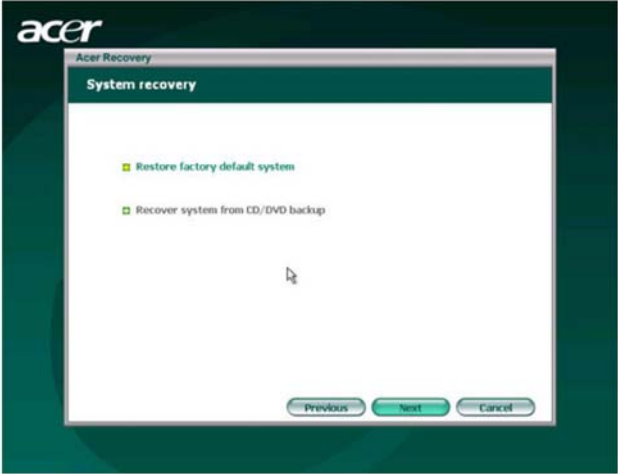 acer
Acer Recovery
System recovery
Restore factory default system
Recover system from CD/DVD backup
Previous
Next
Cancel